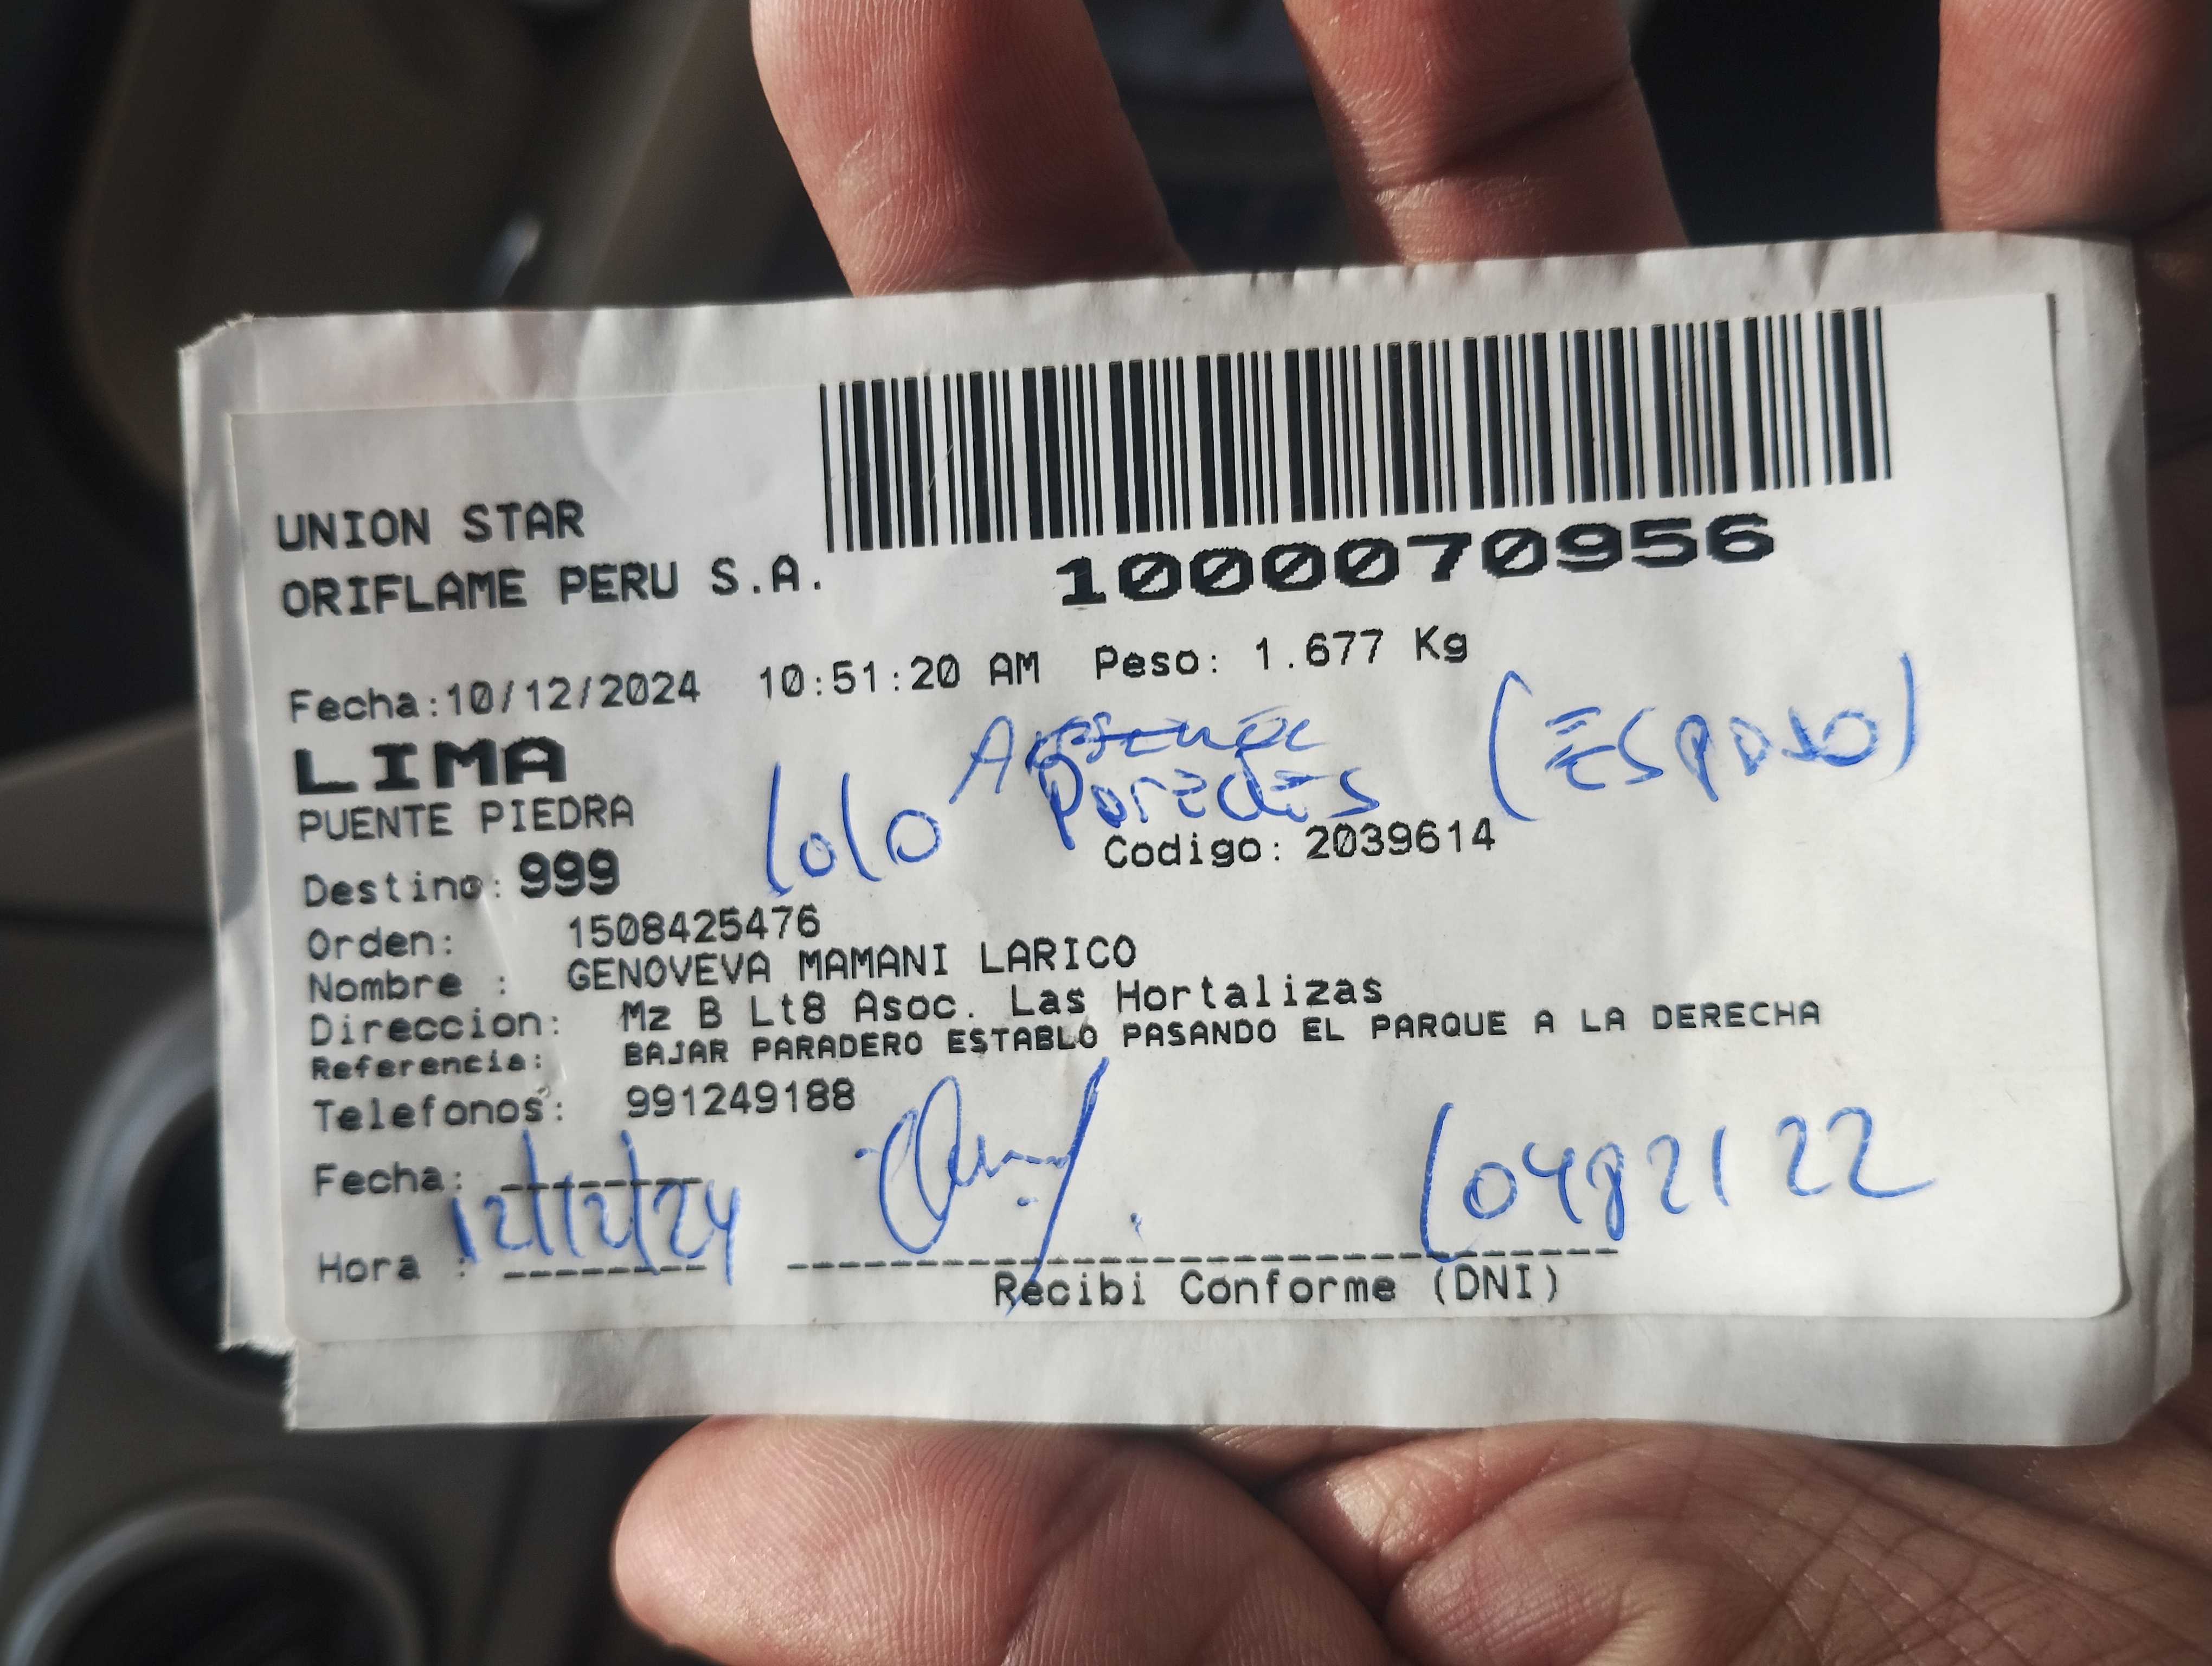 UNION STAR
ORIFLAME PERU S.A.
1000070956
Fecha:10/12/2024 10:51:20 AM Peso: 1.677 Kg
LIMA
PUENTE PIEDRA
(ESPOSO)
Lolo Paredes
Destino: 999 Codigo: 2039614
Orden: 1508425476
Nombre : GENOVEVA MAMANI LARICO
Direccion: Mz B Lt8 Asoc. Las Hortalizas
Referencia: BAJAR PARADERO ESTABLO PASANDO EL PARQUE A LA DERECHA
Telefonos: 991249188
Fecha: 12/12/24
10482122
Hora :
Recibi Conforme (DNI)